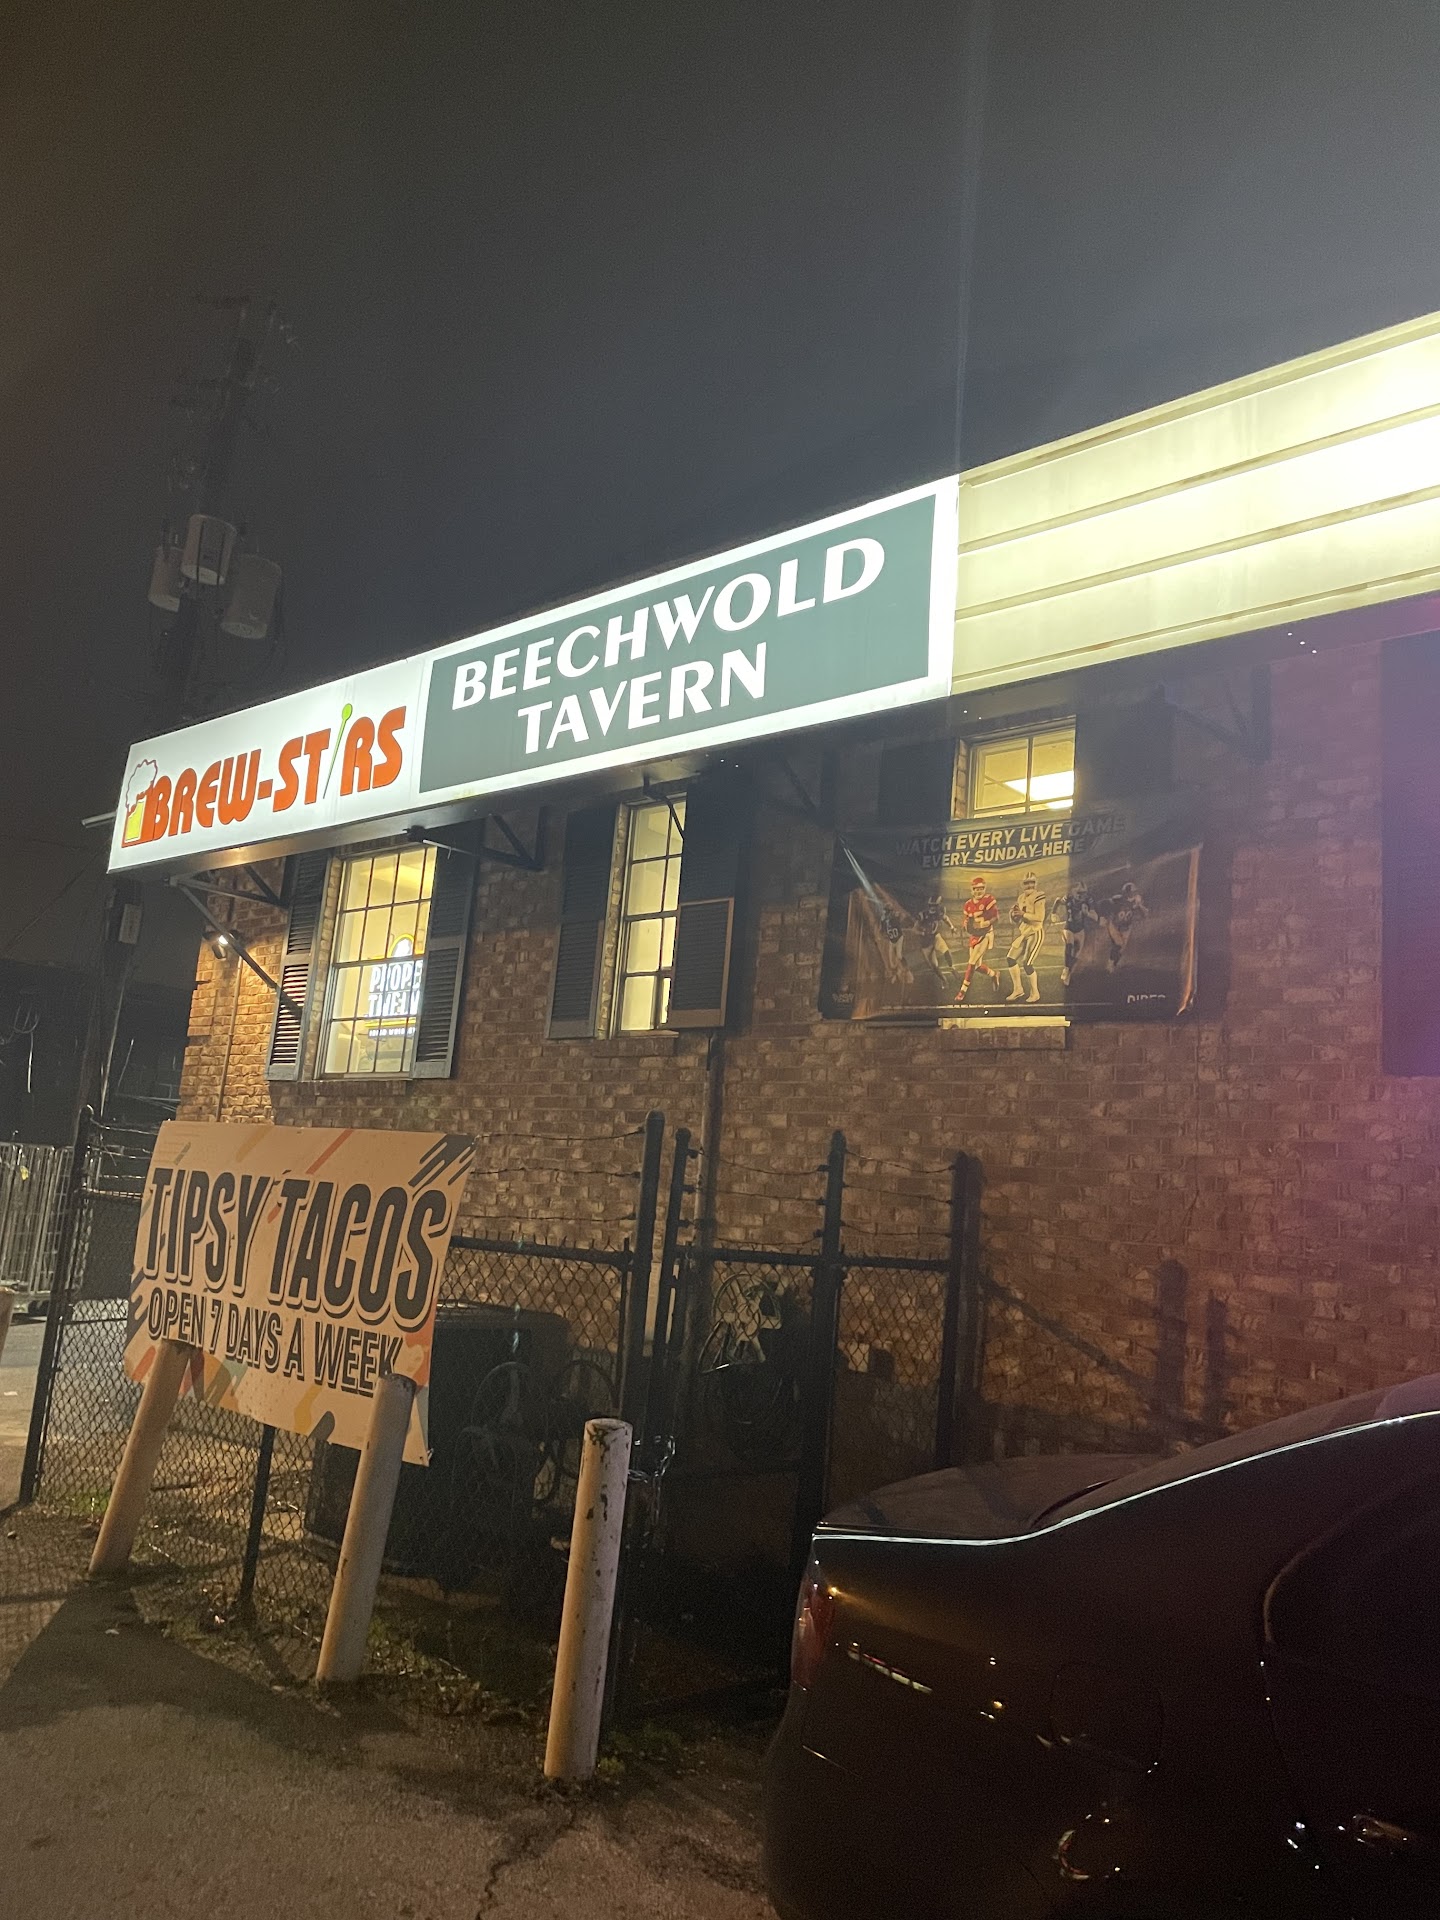 BREW-STIRS
BEECHWOLD
TAVERN
WATCH EVERY LIVE GAME
EVERY SUNDAY HERE
TIPSY TACOS
OPEN 7 DAYS A WEEK